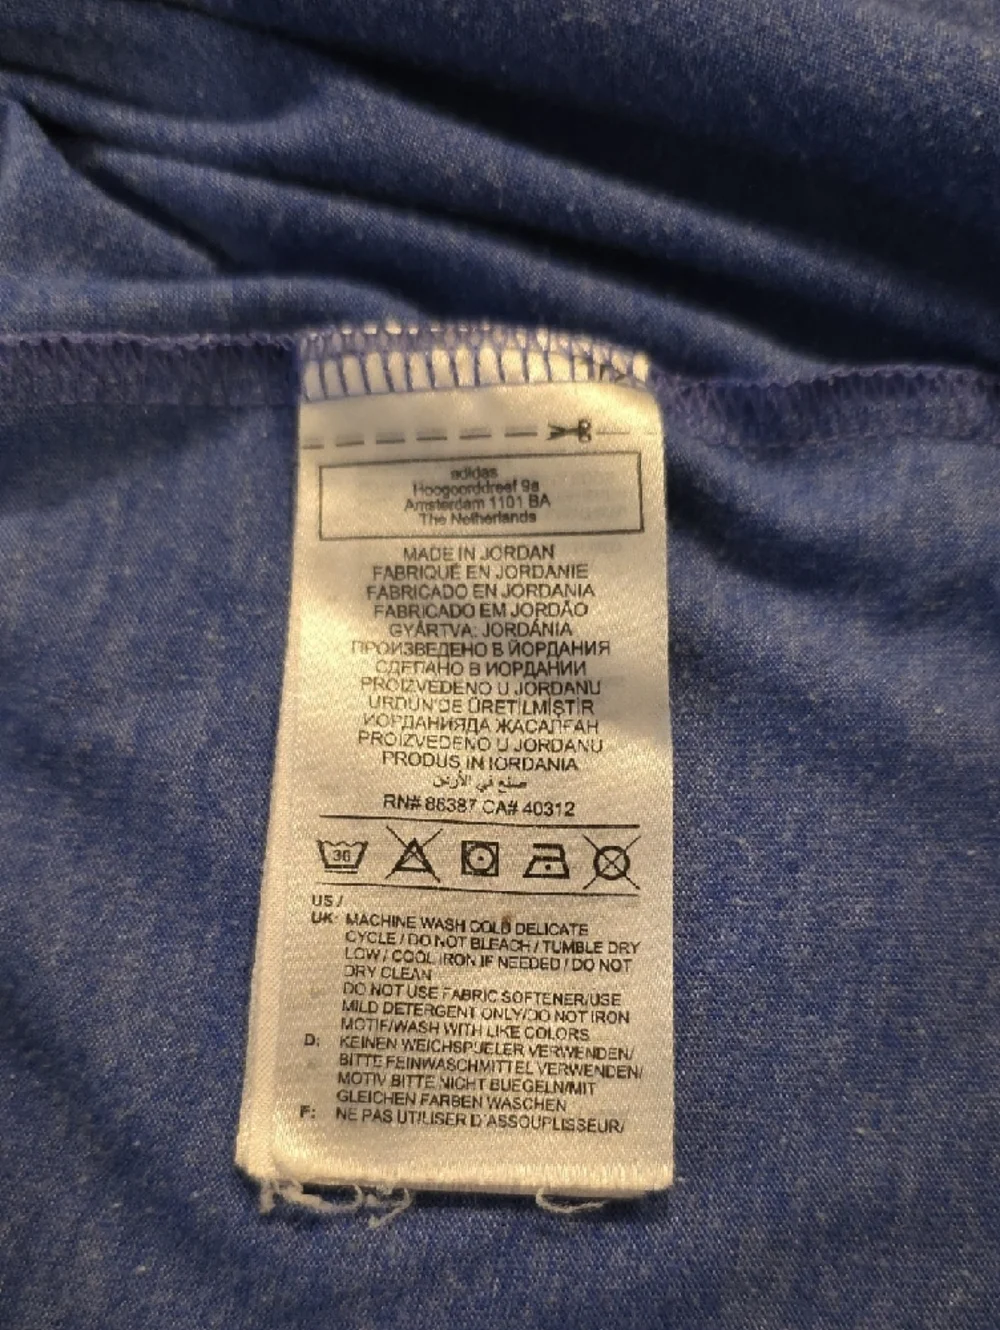 adidas
Hoogoorddreef 9a
Amsterdam 1101 BA
The Netherlands
MADE IN JORDAN
FABRIQUÉ EN JORDANIE
FABRICADO EN JORDANIA
FABRICADO EM JORDÃO
GYÁRTVA: JORDÁNIA
ПРОИЗВЕДЕНО В ЙОРДАНИЯ
СДЕЛАНО В ИОРДАНИИ
PROIZVEDENO U JORDANU
ÜRDÜN'DE ÜRETİLMİŞTİR
ИОРДАНИЯДА ЖАСАЛҒАН
PROIZVEDENO U JORDANU
PRODUS IN IORDANIA
صنع في الأردن
RN# 88387 CA# 40312
30
US /
UK: MACHINE WASH COLD DELICATE
CYCLE / DO NOT BLEACH / TUMBLE DRY
LOW / COOL IRON IF NEEDED / DO NOT
DRY CLEAN
DO NOT USE FABRIC SOFTENER/USE
MILD DETERGENT ONLY/DO NOT IRON
MOTIF/WASH WITH LIKE COLORS
D: KEINEN WEICHSPUELER VERWENDEN/
BITTE FEINWASCHMITTEL VERWENDEN/
MOTIV BITTE NICHT BUEGELN/MIT
GLEICHEN FARBEN WASCHEN
F: NE PAS UTILISER D'ASSOUPLISSEUR/